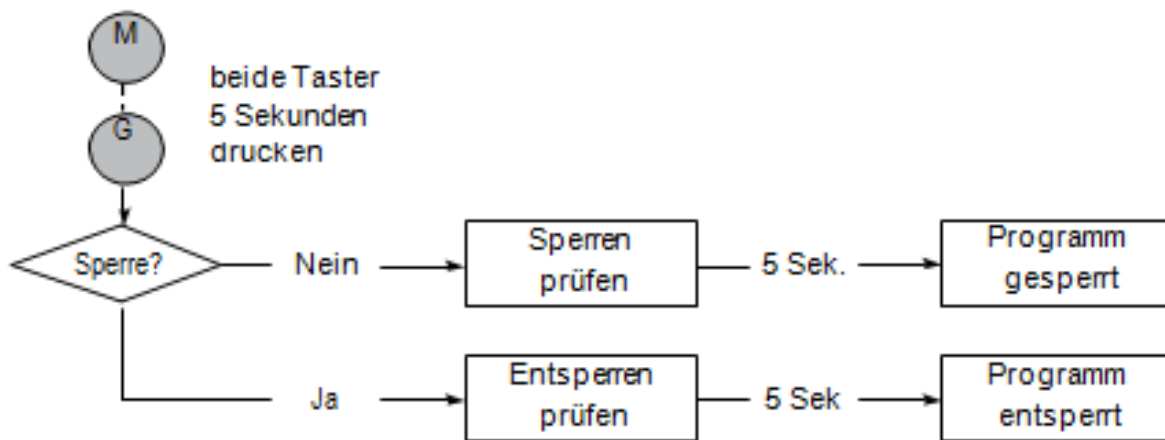 M
G
beide Taster
5 Sekunden
drucken
Sperre?
Nein
Sperren
prüfen
5 Sek.
Programm
gesperrt
Ja
Entsperren
prüfen
5 Sek
Programm
entsperrt